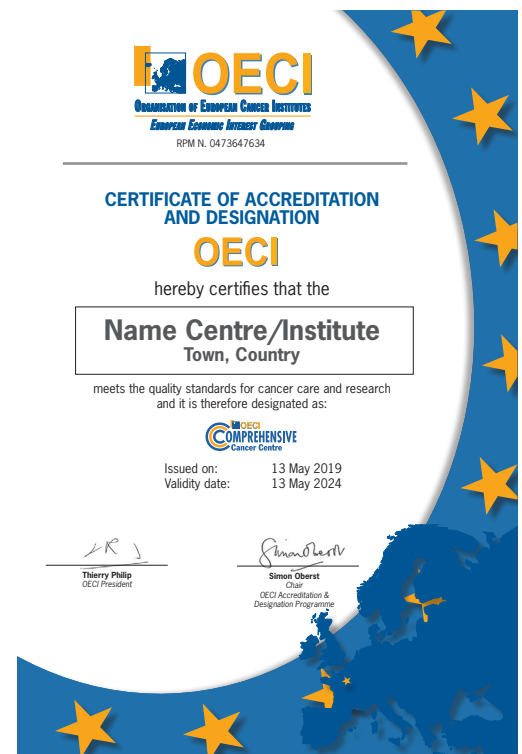 OECI
ORGANISATION OF EUROPEAN CANCER INSTITUTES
EUROPEAN ECONOMIC INTEREST GROUPING
RPM N. 0473647634
CERTIFICATE OF ACCREDITATION
AND DESIGNATION
OECI
hereby certifies that the
Name Centre/Institute
Town, Country
meets the quality standards for cancer care and research
and it is therefore designated as:
OECI
COMPREHENSIVE
Cancer Centre
Issued on: 13 May 2019
Validity date: 13 May 2024
Simon Oberst
Thierry Philip
OECI President
Simon Oberst
Chair
OECI Accreditation &
Designation Programme